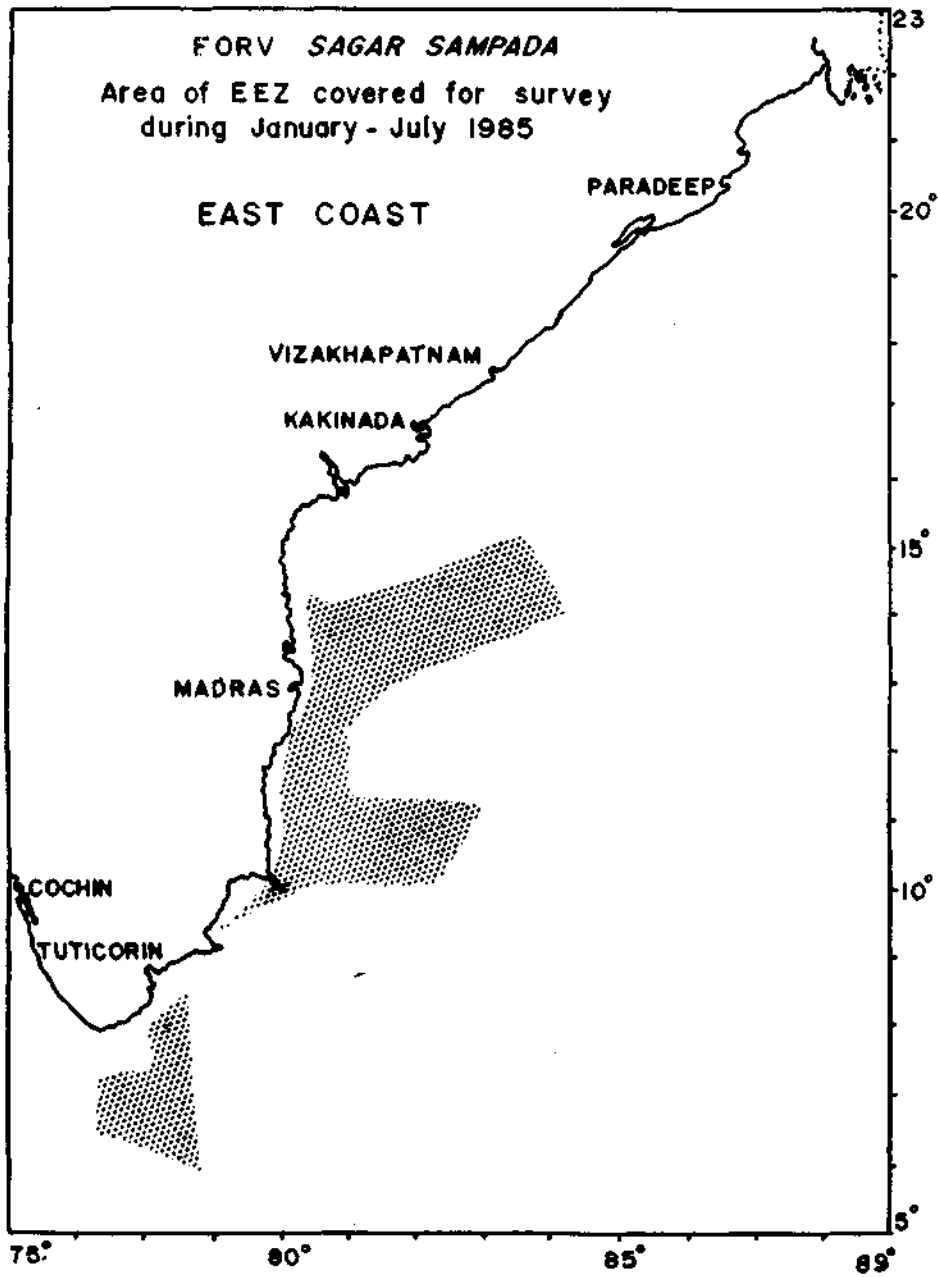 FORV SAGAR SAMPADA
Area of EEZ covered for survey
during January - July 1985
EAST COAST
23
PARADEEP
20°
VIZAKHAPATNAM
KAKINADA
15°
MADRAS
10°
COCHIN
TUTICORIN
5°
75°
80°
85°
89°